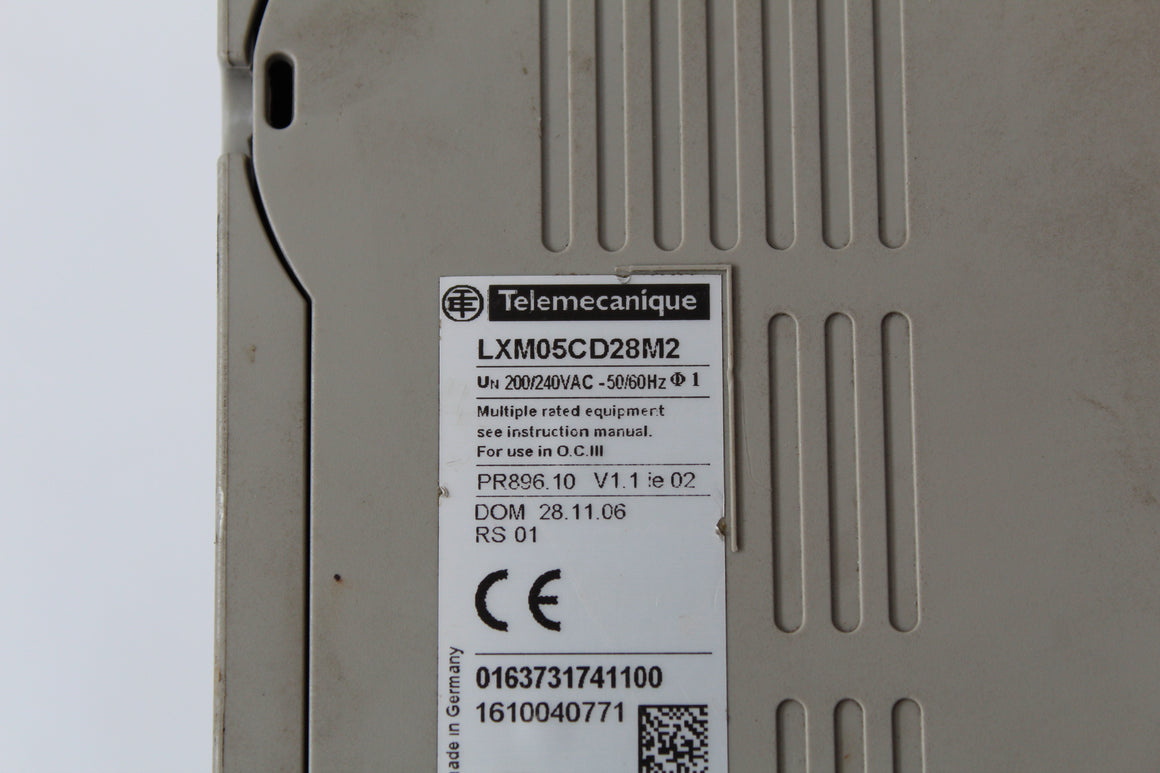 Telemecanique
LXM05CD28M2
UN 200/240VAC -50/60Hz Φ 1
Multiple rated equipment
see instruction manual.
For use in O.C.III
PR896.10 V1.1 ie 02
DOM 28.11.06
RS 01
CE
0163731741100
1610040771
ade in Germany